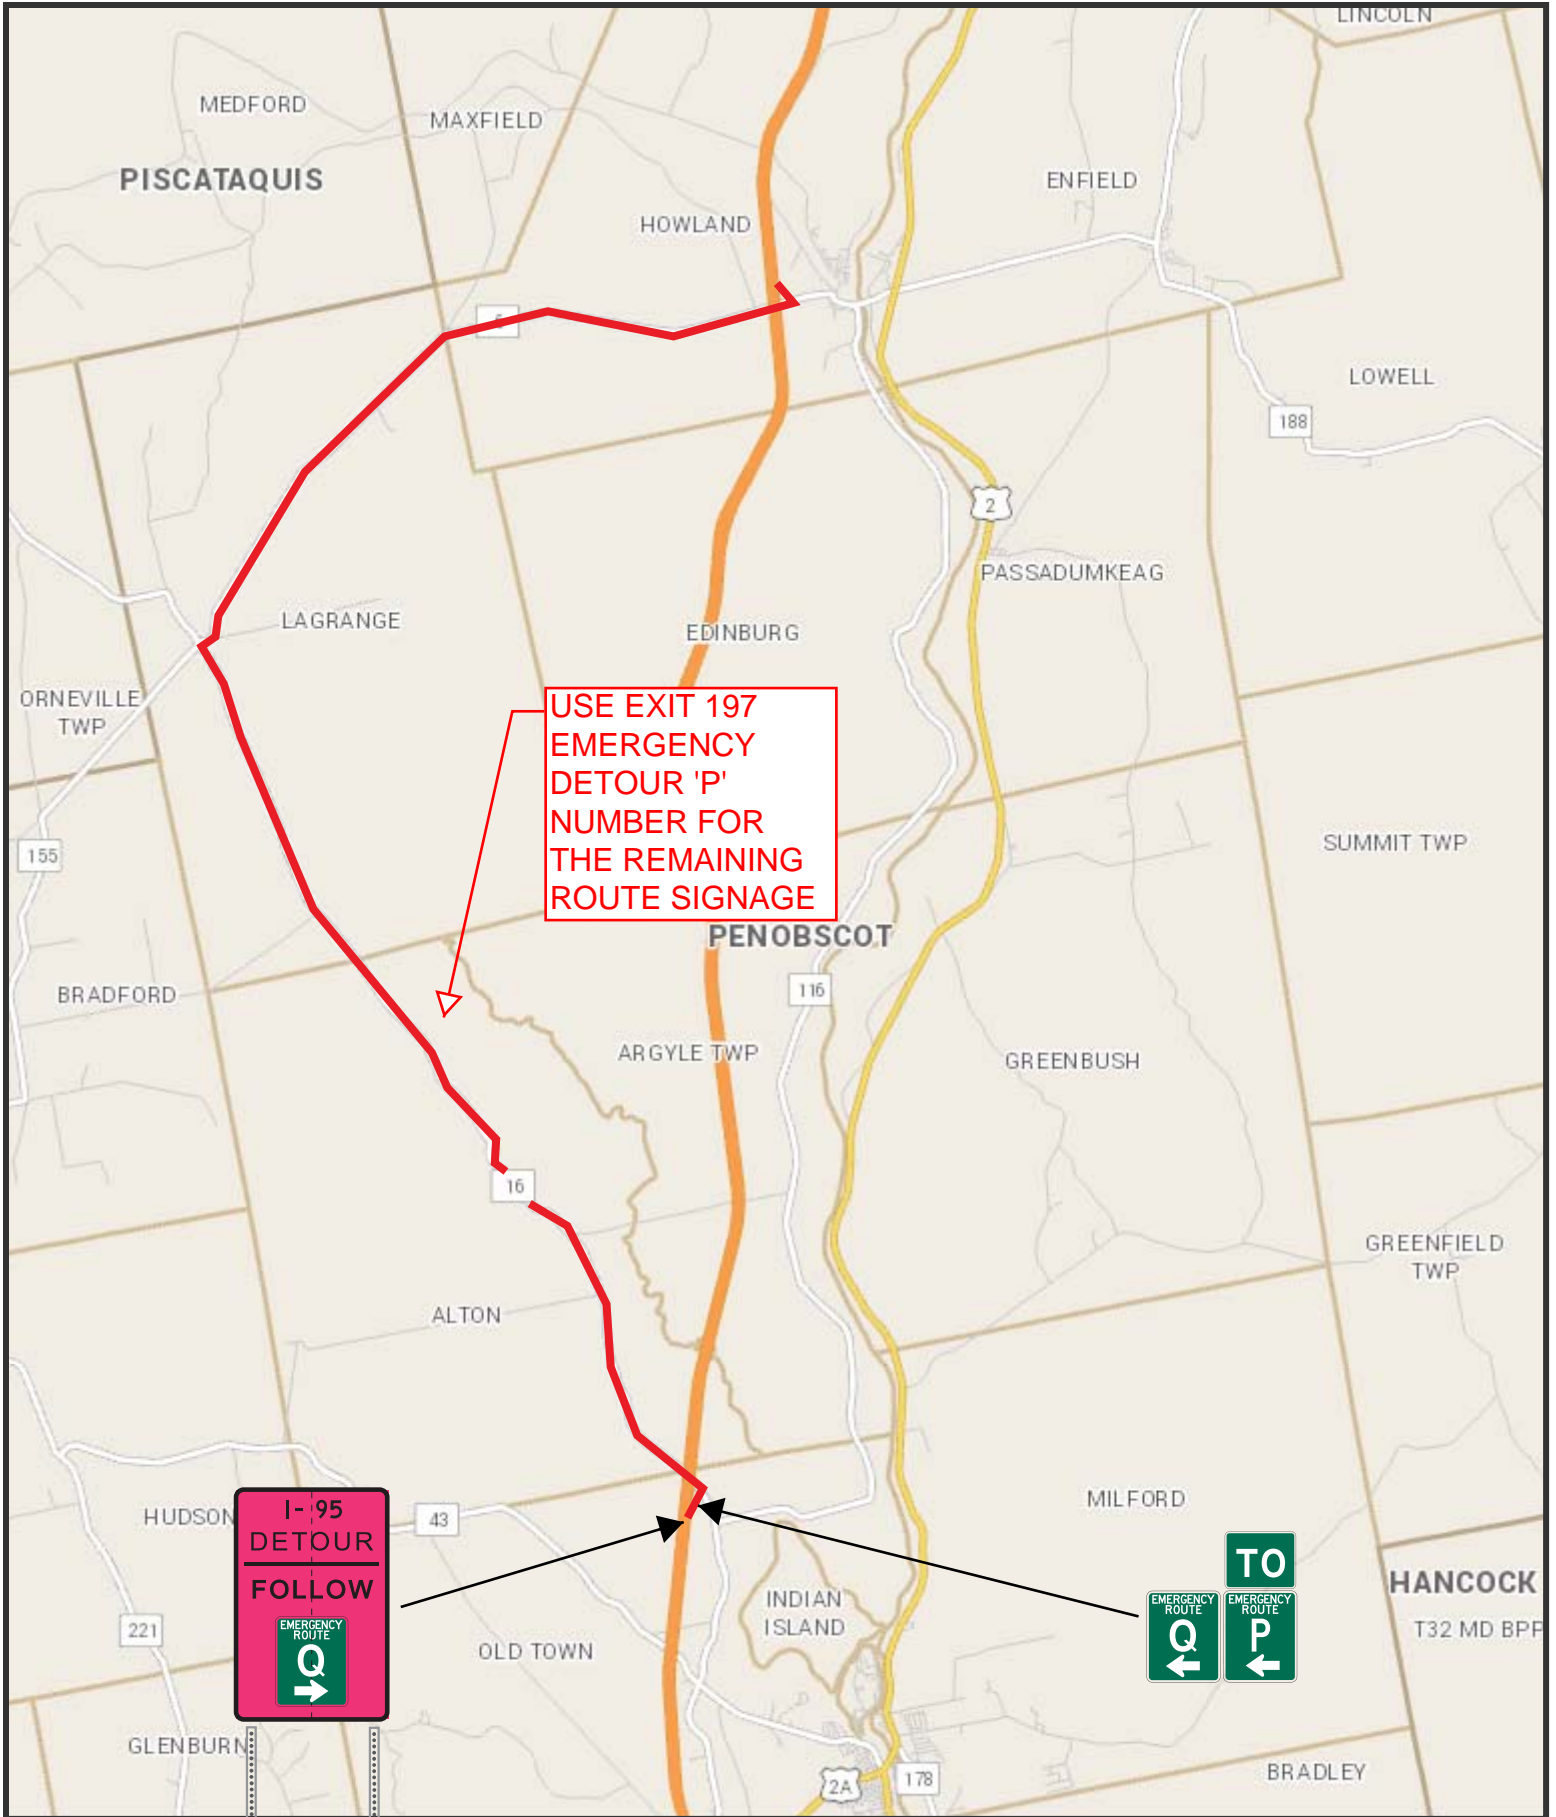 LINCOLN
MEDFORD
MAXFIELD
PISCATAQUIS
ENFIELD
HOWLAND
6
LOWELL
188
2
PASSADUMKEAG
LAGRANGE
EDINBURG
ORNEVILLE
TWP
USE EXIT 197
EMERGENCY
DETOUR 'P'
NUMBER FOR
THE REMAINING
ROUTE SIGNAGE
155
SUMMIT TWP
PENOBSCOT
BRADFORD
116
ARGYLE TWP
GREENBUSH
16
GREENFIELD
TWP
ALTON
MILFORD
HUDSON
I-95
DETOUR
FOLLOW
EMERGENCY
ROUTE
Q
43
TO
EMERGENCY
ROUTE
Q
EMERGENCY
ROUTE
P
HANCOCK
INDIAN
ISLAND
T32 MD BPP
221
OLD TOWN
GLENBURN
2A
178
BRADLEY